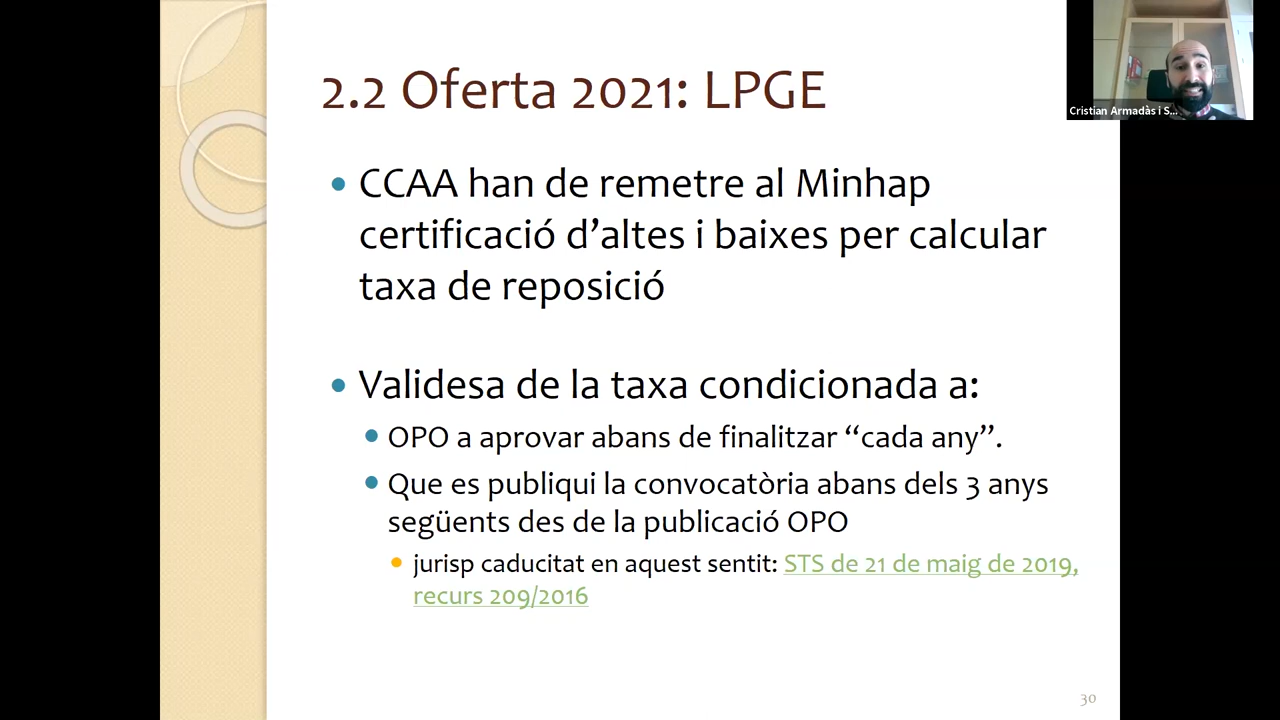 2.2 Oferta 2021: LPGE
Cristian Armadàs i S...
CCAA han de remetre al Minhap
certificació d’altes i baixes per calcular
taxa de reposició
Validesa de la taxa condicionada a:
OPO a aprovar abans de finalitzar “cada any”.
Que es publiqui la convocatòria abans dels 3 anys
següents des de la publicació OPO
jurisp caducitat en aquest sentit: STS de 21 de maig de 2019,
recurs 209/2016
30